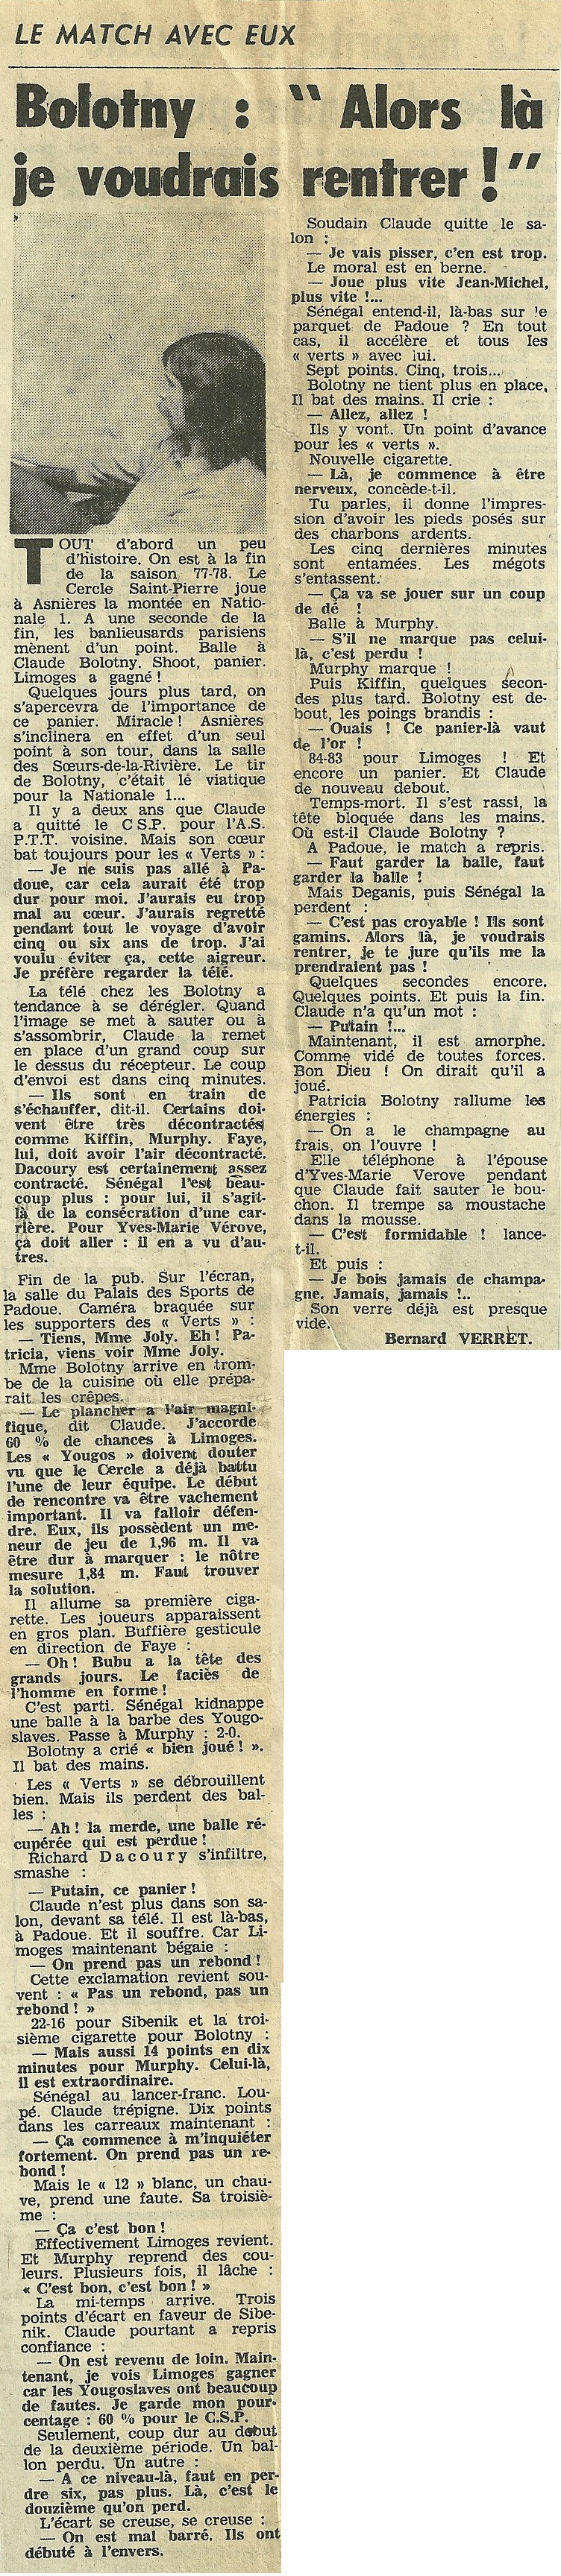 LE MATCH AVEC EUX
Bolotny : “ Alors là
je voudrais rentrer ! ”
TOUT d'abord un peu
d'histoire. On est à la fin
de la saison 77-78. Le
Cercle Saint-Pierre joue
à Asnières la montée en Natio-
nale 1. A une seconde de la
fin, les banlieusards parisiens
mènent d'un point. Balle à
Claude Bolotny. Shoot, panier.
Limoges a gagné !
Quelques jours plus tard, on
s'apercevra de l'importance de
ce panier. Miracle ! Asnières
s'inclinera en effet d'un seul
point à son tour, dans la salle
des Sœurs-de-la-Rivière. Le tir
de Bolotny, c'était le viatique
pour la Nationale 1...
Il y a deux ans que Claude
a quitté le C S.P. pour l'A.S.
P.T.T. voisine. Mais son cœur
bat toujours pour les « Verts » :
— Je ne suis pas allé à Pa-
doue, car cela aurait été trop
dur pour moi. J'aurais eu trop
mal au cœur. J'aurais regretté
pendant tout le voyage d'avoir
cinq ou six ans de trop. J'ai
voulu éviter ça, cette aigreur.
Je préfère regarder la télé.
La télé chez les Bolotny a
tendance à se dérégler. Quand
l'image se met à sauter ou à
s'assombrir, Claude la remet
en place d'un grand coup sur
le dessus du récepteur. Le coup
d'envoi est dans cinq minutes.
— Ils sont en train de
s'échauffer, dit-il. Certains doi-
vent être très décontractés
comme Kiffin, Murphy. Faye,
lui, doit avoir l'air décontracté.
Dacoury est certainement assez
contracté. Sénégal l'est beau-
coup plus : pour lui, il s'agit-
là de la consécration d'une car-
rière. Pour Yves-Marie Vérove,
ça doit aller : il en a vu d'au-
tres.
Fin de la pub. Sur l'écran,
la salle du Palais des Sports de
Padoue. Caméra braquée sur
les supporters des « Verts » :
— Tiens, Mme Joly. Eh ! Pa-
tricia, viens voir Mme Joly.
Mme Bolotny arrive en trom-
be de la cuisine où elle prépa-
rait les crêpes.
— Le plancher a l'air magni-
fique, dit Claude. J'accorde
60 % de chances à Limoges.
Les « Yougos » doivent douter
vu que le Cercle a déjà battu
l'une de leur équipe. Le début
de rencontre va être vachement
important. Il va falloir défen-
dre. Eux, ils possèdent un me-
neur de jeu de 1,96 m. Il va
être dur à marquer : le nôtre
mesure 1,84 m. Faut trouver
la solution.
Il allume sa première ciga-
rette. Les joueurs apparaissent
en gros plan. Buffière gesticule
en direction de Faye :
— Oh ! Bubu a la tête des
grands jours. Le faciès de
l'homme en forme !
C'est parti. Sénégal kidnappe
une balle à la barbe des Yougo-
slaves. Passe à Murphy : 2-0.
Bolotny a crié « bien joué ! ».
Il bat des mains.
Les « Verts » se débrouillent
bien. Mais ils perdent des bal-
les :
— Ah ! la merde, une balle ré-
cupérée qui est perdue !
Richard Dacoury s'infiltre,
smashe :
— Putain, ce panier !
Claude n'est plus dans son sa-
lon, devant sa télé. Il est là-bas,
à Padoue. Et il souffre. Car Li-
moges maintenant bégaie :
— On prend pas un rebond !
Cette exclamation revient sou-
vent : « Pas un rebond, pas un
rebond ! »
22-16 pour Sibenik et la troi-
sième cigarette pour Bolotny :
— Mais aussi 14 points en dix
minutes pour Murphy. Celui-là,
il est extraordinaire.
Sénégal au lancer-franc. Lou-
pé. Claude trépigne. Dix points
dans les carreaux maintenant :
— Ça commence à m'inquiéter
fortement. On prend pas un re-
bond !
Mais le « 12 » blanc, un chau-
ve, prend une faute. Sa troisiè-
me :
— Ça c'est bon !
Effectivement Limoges revient.
Et Murphy reprend des cou-
leurs. Plusieurs fois, il lâche :
« C'est bon, c'est bon ! »
La mi-temps arrive. Trois
points d'écart en faveur de Sibe-
nik. Claude pourtant a repris
confiance :
— On est revenu de loin. Main-
tenant, je vois Limoges gagner
car les Yougoslaves ont beaucoup
de fautes. Je garde mon pour-
centage : 60 % pour le C.S.P.
Seulement, coup dur au début
de la deuxième période. Un bal-
lon perdu. Un autre :
— A ce niveau-là, faut en per-
dre six, pas plus. Là, c'est le
douzième qu'on perd.
L'écart se creuse, se creuse :
— On est mal barré. Ils ont
débuté à l'envers.
Soudain Claude quitte le sa-
lon :
— Je vais pisser, c'en est trop.
Le moral est en berne.
— Joue plus vite Jean-Michel,
plus vite !...
Sénégal entend-il, là-bas sur le
parquet de Padoue ? En tout
cas, il accélère et tous les
« verts » avec lui.
Sept points. Cinq, trois...
Bolotny ne tient plus en place.
Il bat des mains. Il crie :
— Allez, allez !
Ils y vont. Un point d'avance
pour les « verts ».
Nouvelle cigarette.
— Là, je commence à être
nerveux, concède-t-il.
Tu parles, il donne l'impres-
sion d'avoir les pieds posés sur
des charbons ardents.
Les cinq dernières minutes
sont entamées. Les mégots
s'entassent.
— Ça va se jouer sur un coup
de dé !
Balle à Murphy.
— S'il ne marque pas celui-
là, c'est perdu !
Murphy marque !
Puis Kiffin, quelques secon-
des plus tard. Bolotny est de-
bout, les poings brandis :
— Ouais ! Ce panier-là vaut
de l'or !
84-83 pour Limoges ! Et
encore un panier. Et Claude
de nouveau debout.
Temps-mort. Il s'est rassi, la
tête bloquée dans les mains.
Où est-il Claude Bolotny ?
A Padoue, le match a repris.
— Faut garder la balle, faut
garder la balle !
Mais Deganis, puis Sénégal la
perdent :
— C'est pas croyable ! Ils sont
gamins. Alors là, je voudrais
rentrer, je te jure qu'ils me la
prendraient pas !
Quelques secondes encore.
Quelques points. Et puis la fin.
Claude n'a qu'un mot :
— Putain !...
Maintenant, il est amorphe.
Comme vidé de toutes forces.
Bon Dieu ! On dirait qu'il a
joué.
Patricia Bolotny rallume les
énergies :
— On a le champagne au
frais, on l'ouvre !
Elle téléphone à l'épouse
d'Yves-Marie Verove pendant
que Claude fait sauter le bou-
chon. Il trempe sa moustache
dans la mousse.
— C'est formidable ! lance-
t-il.
Et puis :
— Je bois jamais de champa-
gne. Jamais, jamais !..
Son verre déjà est presque
vide.
Bernard VERRET.